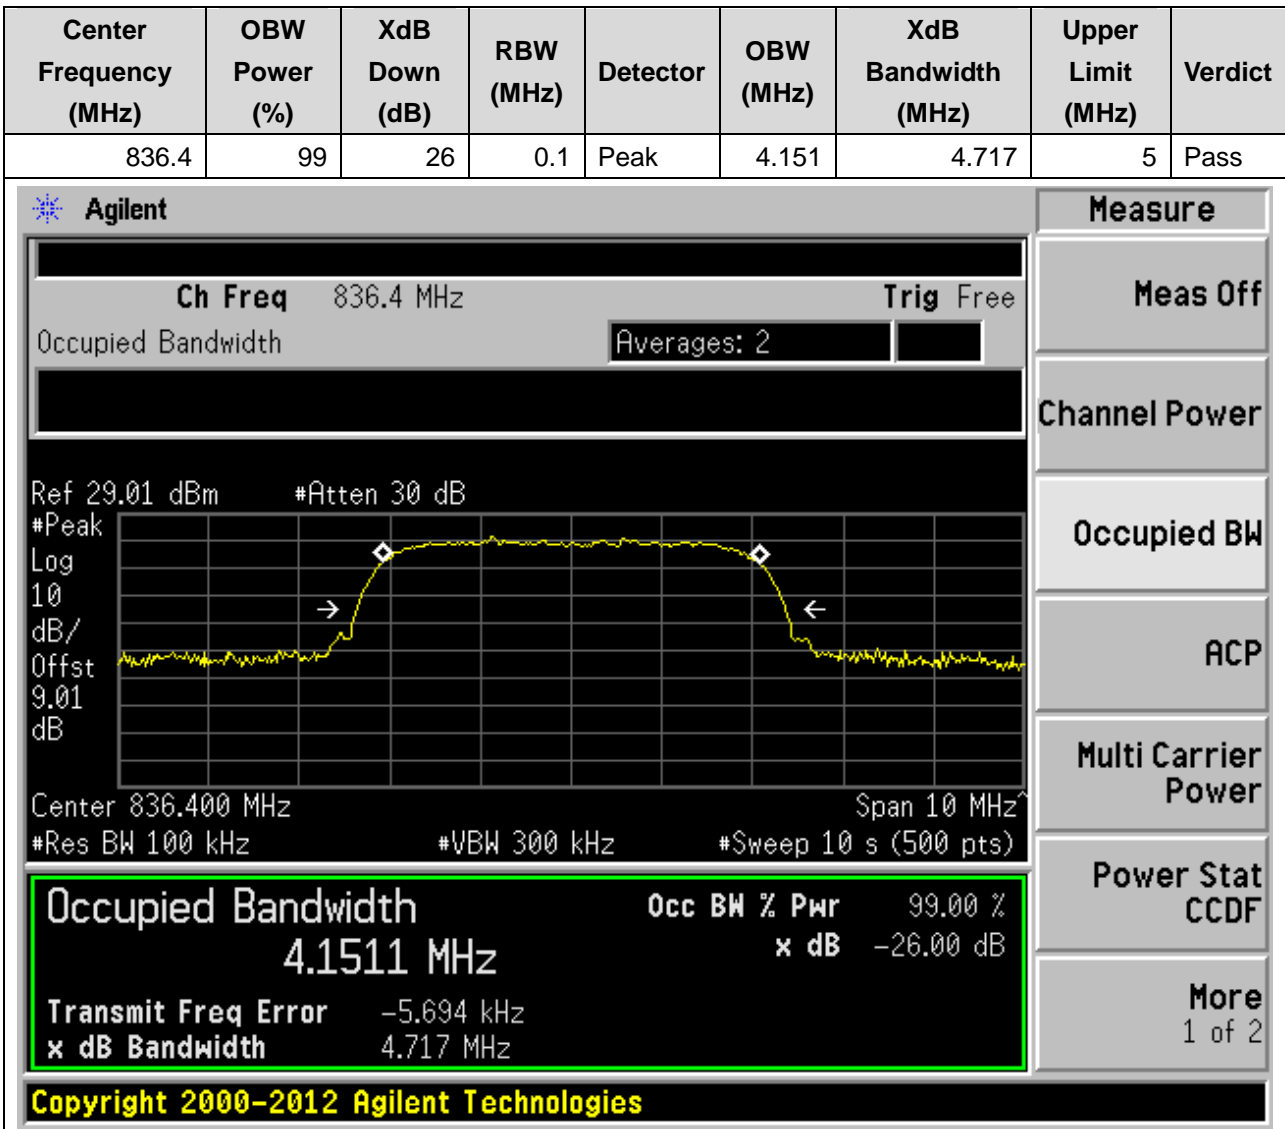 Center Frequency (MHz) OBW Power (%) XdB Down (dB) RBW (MHz) Detector OBW (MHz) XdB Bandwidth (MHz) Upper Limit (MHz) Verdict
836.4 99 26 0.1 Peak 4.151 4.717 5 Pass
Agilent
Measure
Ch Freq 836.4 MHz Trig Free
Occupied Bandwidth Averages: 2
Meas Off
Channel Power
Occupied BW
ACP
Multi Carrier
Power
Power Stat
CCDF
More
1 of 2
Ref 29.01 dBm #Atten 30 dB
#Peak
Log
10
dB/
Offst
9.01
dB
Center 836.400 MHz Span 10 MHz^
#Res BW 100 kHz #VBW 300 kHz #Sweep 10 s (500 pts)
Occupied Bandwidth Occ BW % Pwr 99.00 %
4.1511 MHz x dB -26.00 dB
Transmit Freq Error -5.694 kHz
x dB Bandwidth 4.717 MHz
Copyright 2000-2012 Agilent Technologies